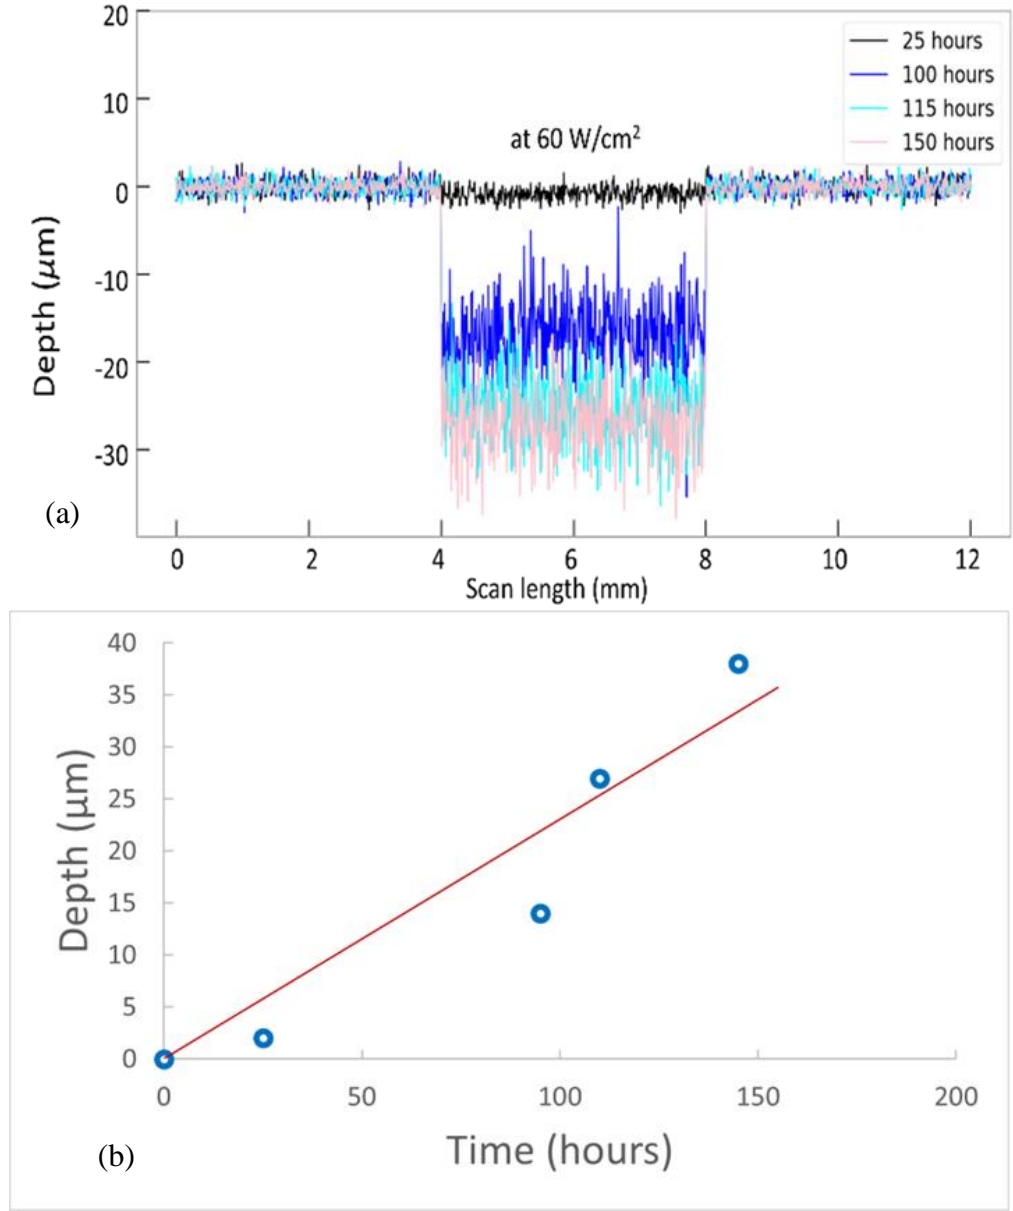 20
10
0
-10
-20
-30
Depth (μm)
25 hours
100 hours
115 hours
150 hours
at 60 W/cm²
(a)
0 2 4 6 8 10 12
Scan length (mm)
40
35
30
25
20
15
10
5
0
Depth (μm)
0 50 100 150 200
Time (hours)
(b)